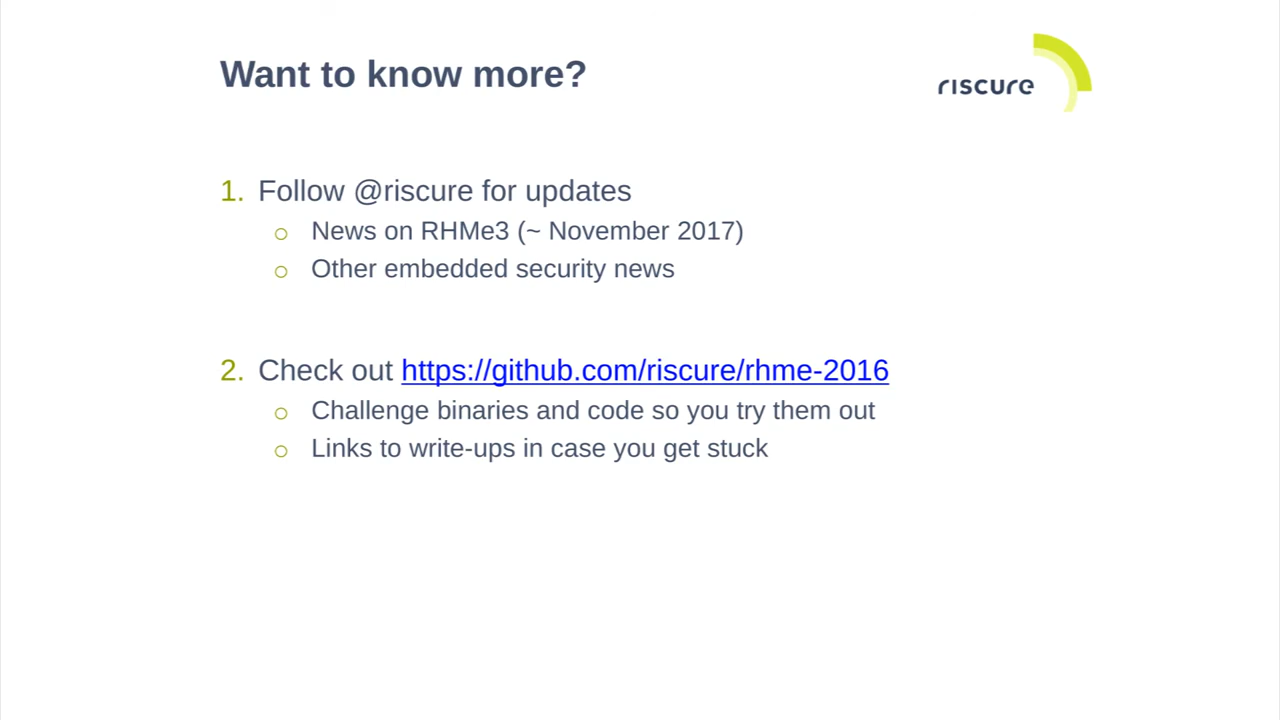 Want to know more?
riscure
1. Follow @riscure for updates
○ News on RHMe3 (~ November 2017)
○ Other embedded security news
2. Check out https://github.com/riscure/rhme-2016
○ Challenge binaries and code so you try them out
○ Links to write-ups in case you get stuck